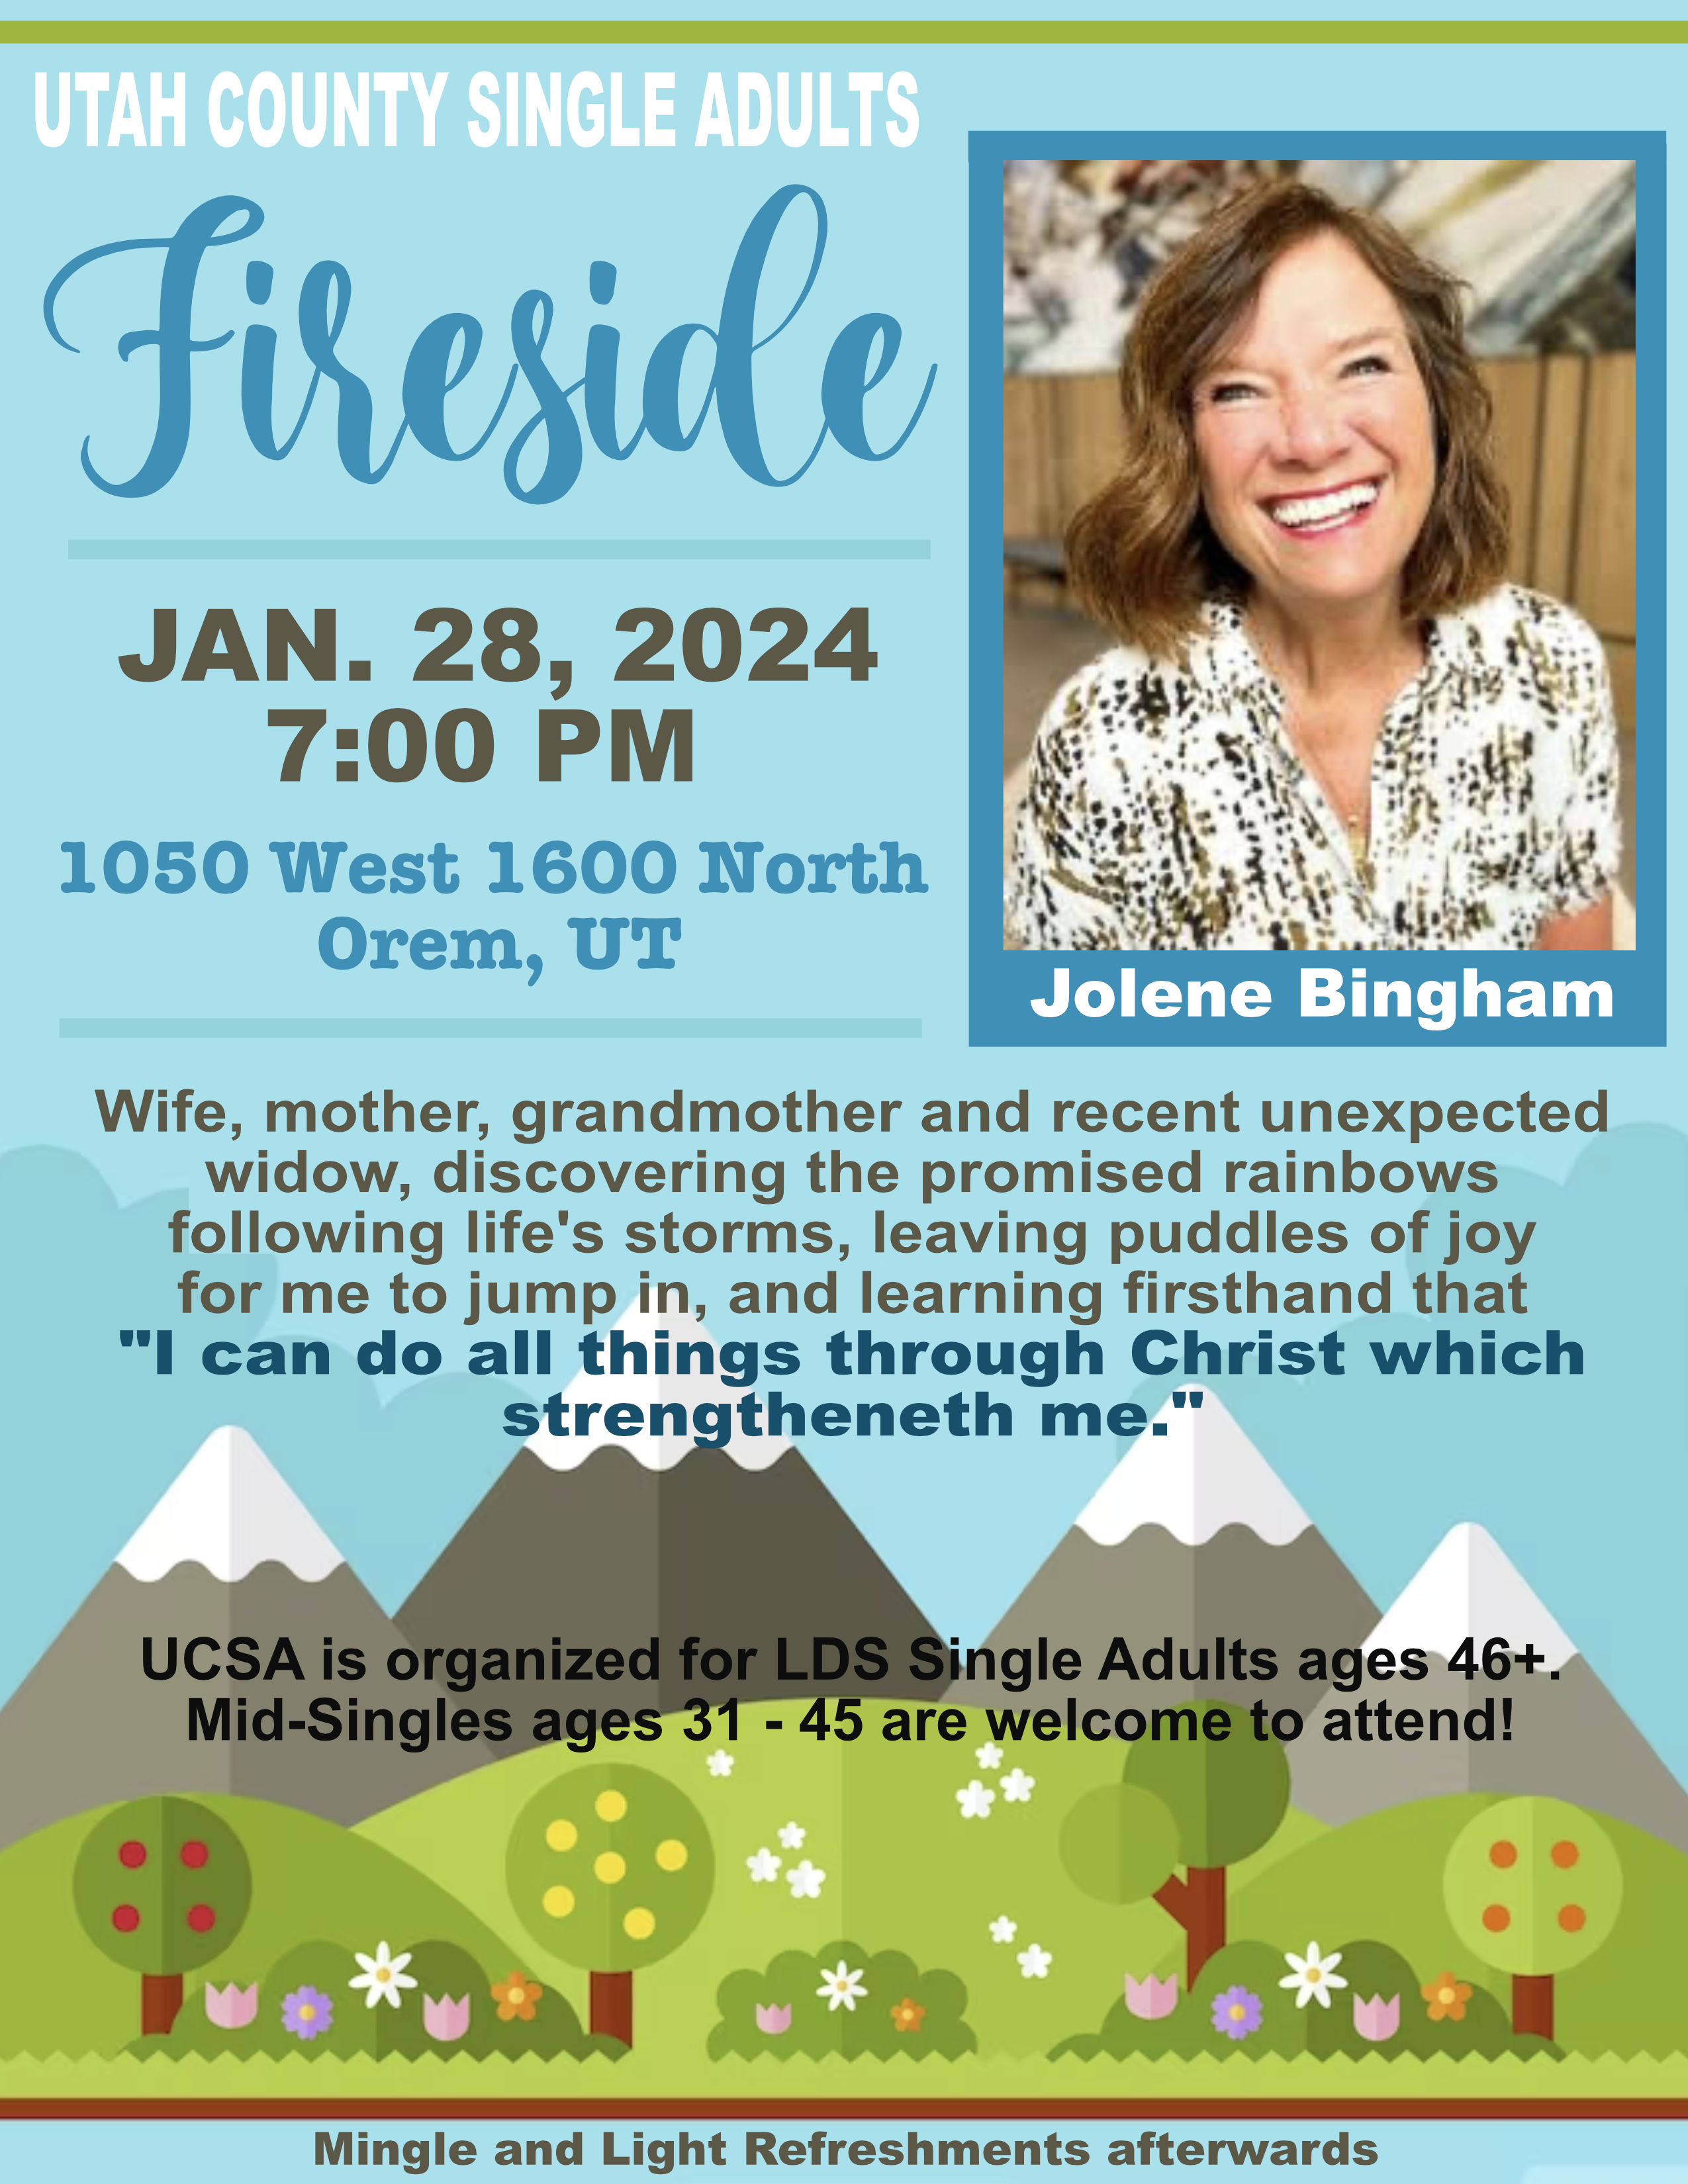 UTAH COUNTY SINGLE ADULTS
Fireside
JAN. 28, 2024
7:00 PM
1050 West 1600 North
Orem, UT
Jolene Bingham
Wife, mother, grandmother and recent unexpected
widow, discovering the promised rainbows
following life's storms, leaving puddles of joy
for me to jump in, and learning firsthand that
"I can do all things through Christ which
strengtheneth me."
UCSA is organized for LDS Single Adults ages 46+.
Mid-Singles ages 31 - 45 are welcome to attend!
Mingle and Light Refreshments afterwards